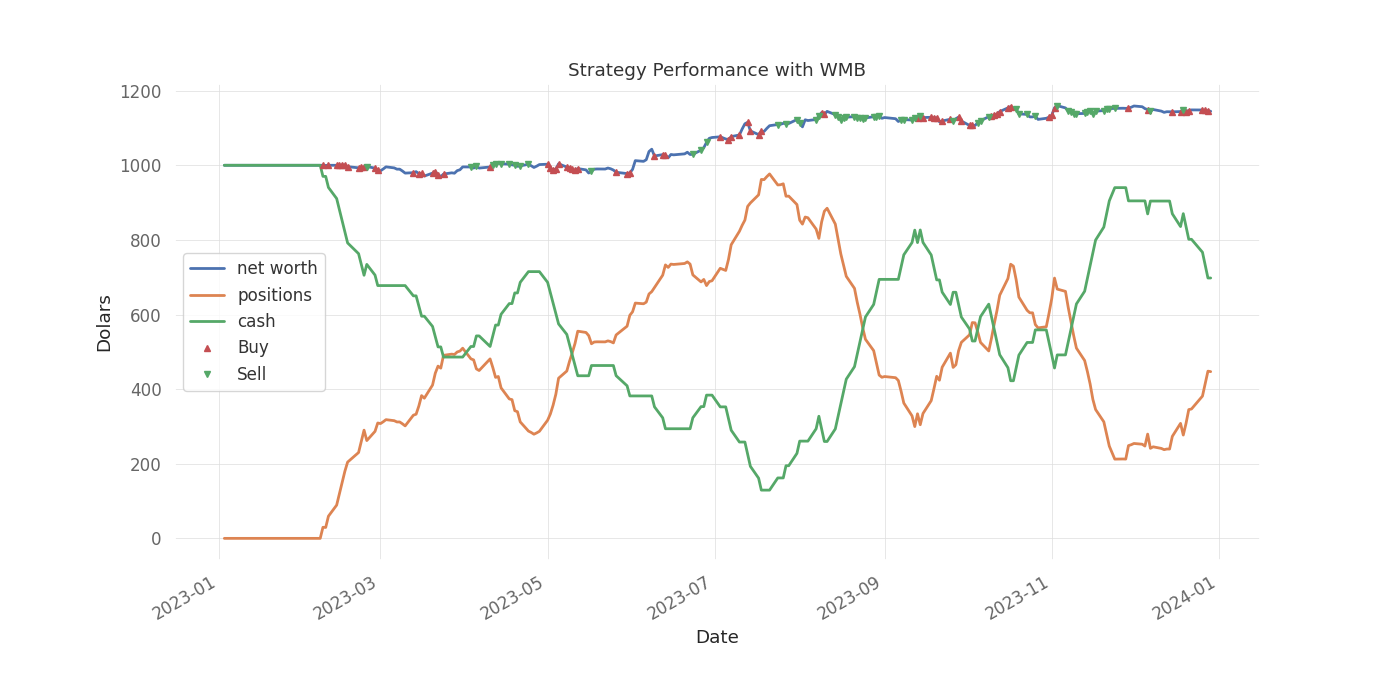 Strategy Performance with WMB
1200
1000
800
600
400
200
0
Dolars
net worth
positions
cash
Buy
Sell
2023-01
2023-03
2023-05
2023-07
2023-09
2023-11
2024-01
Date